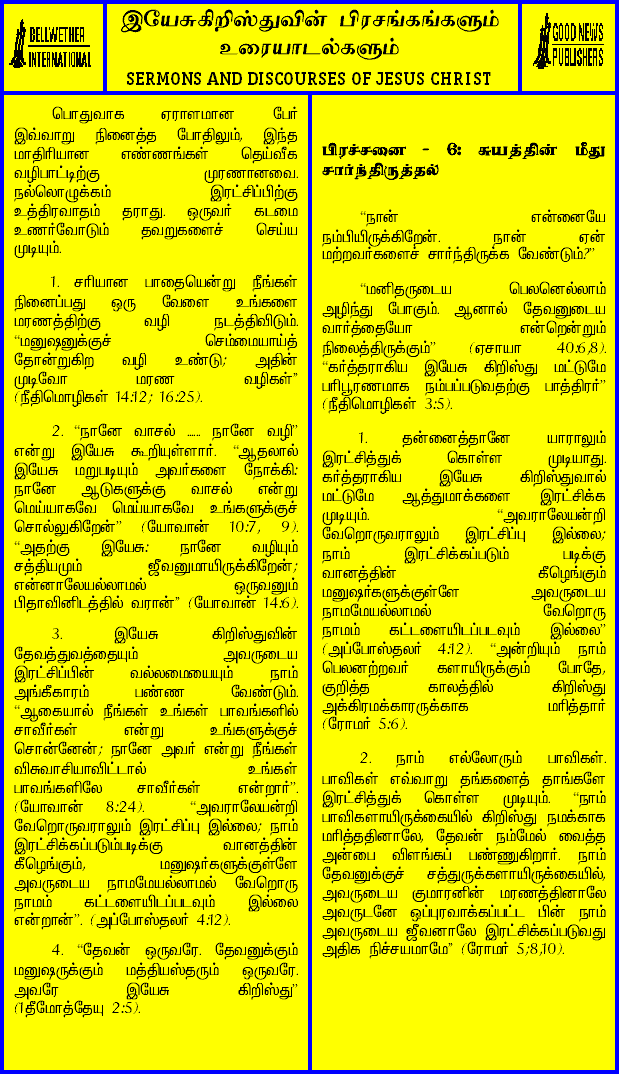 BELLWETHER
INTERNATIONAL
இயேசுகிறிஸ்துவின் பிரசங்கங்களும்
உரையாடல்களும்
SERMONS AND DISCOURSES OF JESUS CHRIST
GOOD NEWS
PUBLISHERS
பொதுவாக ஏராளமான பேர்
இவ்வாறு நினைத்த போதிலும், இந்த
மாதிரியான எண்ணங்கள் தெய்வீக
வழிபாட்டிற்கு முரணானவை.
நல்லொழுக்கம் இரட்சிப்பிற்கு
உத்திரவாதம் தராது. ஒருவர் கடமை
உணர்வோடும் தவறுகளைச் செய்ய
முடியும்.
1. சரியான பாதையென்று நீங்கள்
நினைப்பது ஒரு வேளை உங்களை
மரணத்திற்கு வழி நடத்திவிடும்.
“மனுஷனுக்குச் செம்மையாய்த்
தோன்றுகிற வழி உண்டு; அதின்
முடிவோ மரண வழிகள்”
(நீதிமொழிகள் 14:12; 16:25).
2. “நானே வாசல் ..... நானே வழி”
என்று இயேசு கூறியுள்ளார். “ஆதலால்
இயேசு மறுபடியும் அவர்களை நோக்கி:
நானே ஆடுகளுக்கு வாசல் என்று
மெய்யாகவே மெய்யாகவே உங்களுக்குச்
சொல்லுகிறேன்” (யோவான் 10:7, 9).
“அதற்கு இயேசு: நானே வழியும்
சத்தியமும் ஜீவனுமாயிருக்கிறேன்;
என்னாலேயல்லாமல் ஒருவனும்
பிதாவினிடத்தில் வரான்” (யோவான் 14:6).
3. இயேசு கிறிஸ்துவின்
தேவத்துவத்தையும் அவருடைய
இரட்சிப்பின் வல்லமையையும் நாம்
அங்கீகாரம் பண்ண வேண்டும்.
“ஆகையால் நீங்கள் உங்கள் பாவங்களில்
சாவீர்கள் என்று உங்களுக்குச்
சொன்னேன்; நானே அவர் என்று நீங்கள்
விசுவாசியாவிட்டால் உங்கள்
பாவங்களிலே சாவீர்கள் என்றார்”.
(யோவான் 8:24). “அவராலேயன்றி
வேறொருவராலும் இரட்சிப்பு இல்லை; நாம்
இரட்சிக்கப்படும்படிக்கு வானத்தின்
கீழெங்கும், மனுஷர்களுக்குள்ளே
அவருடைய நாமமேயல்லாமல் வேறொரு
நாமம் கட்டளையிடப்படவும் இல்லை
என்றான்”. (அப்போஸ்தலர் 4:12).
4. “தேவன் ஒருவரே. தேவனுக்கும்
மனுஷருக்கும் மத்தியஸ்தரும் ஒருவரே.
அவரே இயேசு கிறிஸ்து”
(1தீமோத்தேயு 2:5).
பிரச்சனை - 6: சுயத்தின் மீது
சார்ந்திருத்தல்
“நான் என்னையே
நம்பியிருக்கிறேன். நான் ஏன்
மற்றவர்களைச் சார்ந்திருக்க வேண்டும்?”
“மனிதருடைய பெலனெல்லாம்
அழிந்து போகும். ஆனால் தேவனுடைய
வார்த்தையோ என்றென்றும்
நிலைத்திருக்கும்” (ஏசாயா 40:6,8).
“கர்த்தராகிய இயேசு கிறிஸ்து மட்டுமே
பரிபூரணமாக நம்பப்படுவதற்கு பாத்திரர்”
(நீதிமொழிகள் 3:5).
1. தன்னைத்தானே யாராலும்
இரட்சித்துக் கொள்ள முடியாது.
கர்த்தராகிய இயேசு கிறிஸ்துவால்
மட்டுமே ஆத்துமாக்களை இரட்சிக்க
முடியும். “அவராலேயன்றி
வேறொருவராலும் இரட்சிப்பு இல்லை;
நாம் இரட்சிக்கப்படும் படிக்கு
வானத்தின் கீழெங்கும்
மனுஷர்களுக்குள்ளே அவருடைய
நாமமேயல்லாமல் வேறொரு
நாமம் கட்டளையிடப்படவும் இல்லை”
(அப்போஸ்தலர் 4:12). “அன்றியும் நாம்
பெலனற்றவர் களாயிருக்கும் போதே,
குறித்த காலத்தில் கிறிஸ்து
அக்கிரமக்காரருக்காக மரித்தார்
(ரோமர் 5:6).
2. நாம் எல்லோரும் பாவிகள்.
பாவிகள் எவ்வாறு தங்களைத் தாங்களே
இரட்சித்துக் கொள்ள முடியும். “நாம்
பாவிகளாயிருக்கையில் கிறிஸ்து நமக்காக
மரித்ததினாலே, தேவன் நம்மேல் வைத்த
அன்பை விளங்கப் பண்ணுகிறார். நாம்
தேவனுக்குச் சத்துருக்களாயிருக்கையில்,
அவருடைய குமாரனின் மரணத்தினாலே
அவருடனே ஒப்புரவாக்கப்பட்ட பின் நாம்
அவருடைய ஜீவனாலே இரட்சிக்கப்படுவது
அதிக நிச்சயமாமே” (ரோமர் 5;8,10).